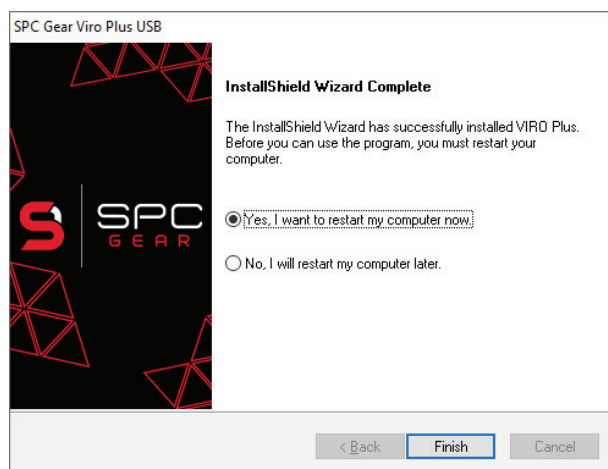 SPC Gear Viro Plus USB
SPC
GEAR
InstallShield Wizard Complete
The InstallShield Wizard has successfully installed VIRO Plus.
Before you can use the program, you must restart your
computer.
Yes, I want to restart my computer now.
No, I will restart my computer later.
< Back
Finish
Cancel